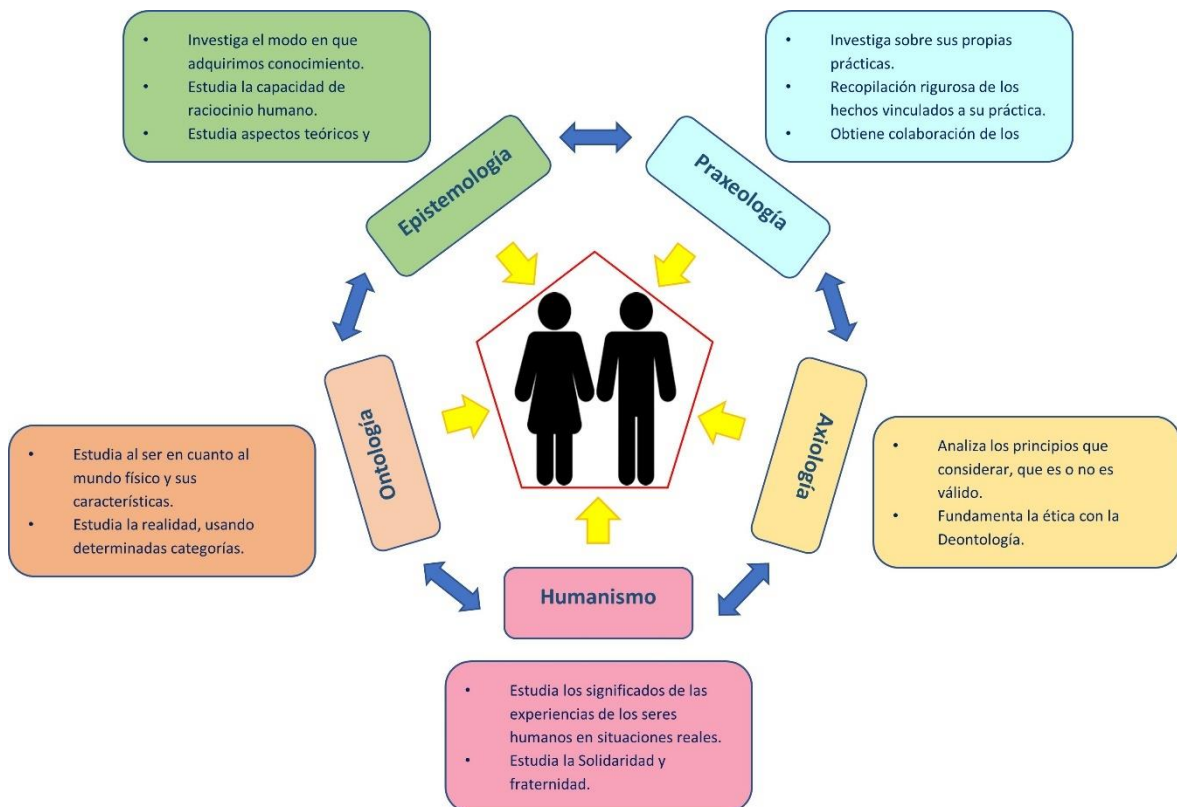 • Investiga el modo en que
adquirimos conocimiento.
• Estudia la capacidad de
raciocinio humano.
• Estudia aspectos teóricos y
• Investiga sobre sus propias
prácticas.
• Recopilación rigurosa de los
hechos vinculados a su práctica.
• Obtiene colaboración de los
Epistemología
Praxeología
Ontología
Axiología
• Estudia al ser en cuanto al
mundo físico y sus
características.
• Estudia la realidad, usando
determinadas categorías.
• Analiza los principios que
considerar, que es o no es
válido.
• Fundamenta la ética con la
Deontología.
Humanismo
• Estudia los significados de las
experiencias de los seres
humanos en situaciones reales.
• Estudia la Solidaridad y
fraternidad.